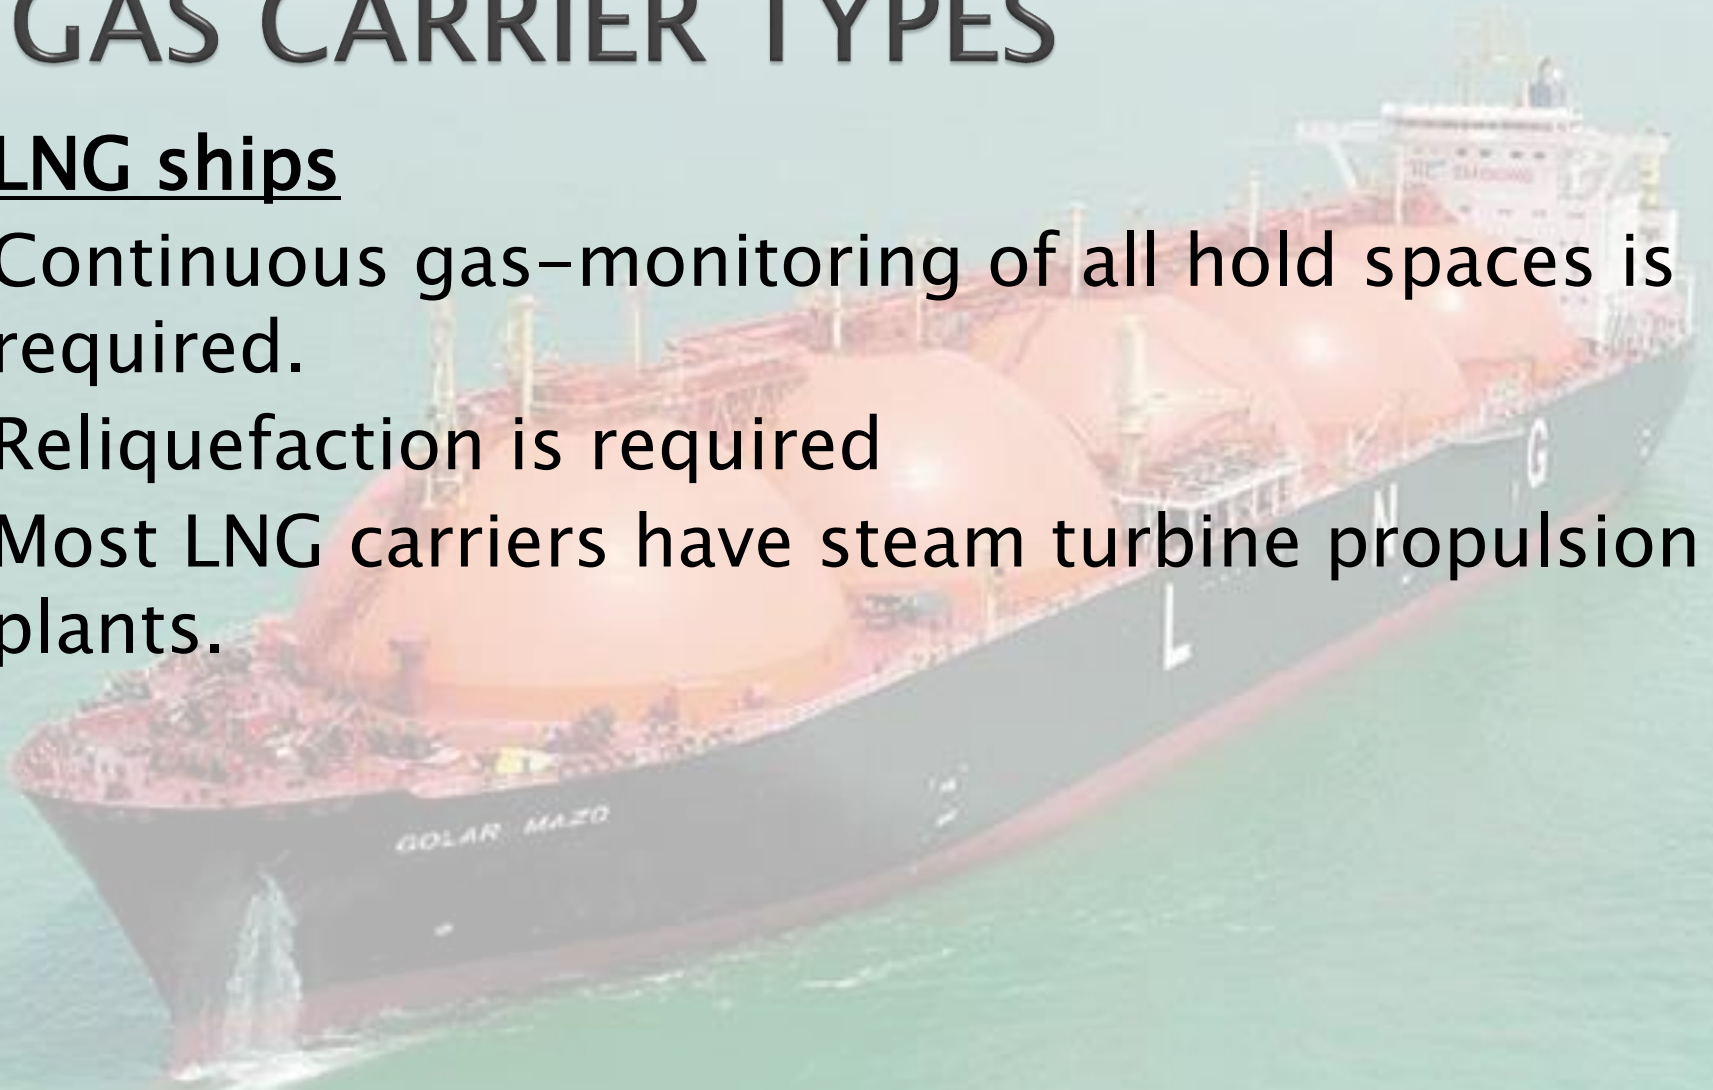 GAS CARRIER TYPES
LNG ships
Continuous gas-monitoring of all hold spaces is
required.
Reliquefaction is required
Most LNG carriers have steam turbine propulsion
plants.
L N G
GOLAR MAZO